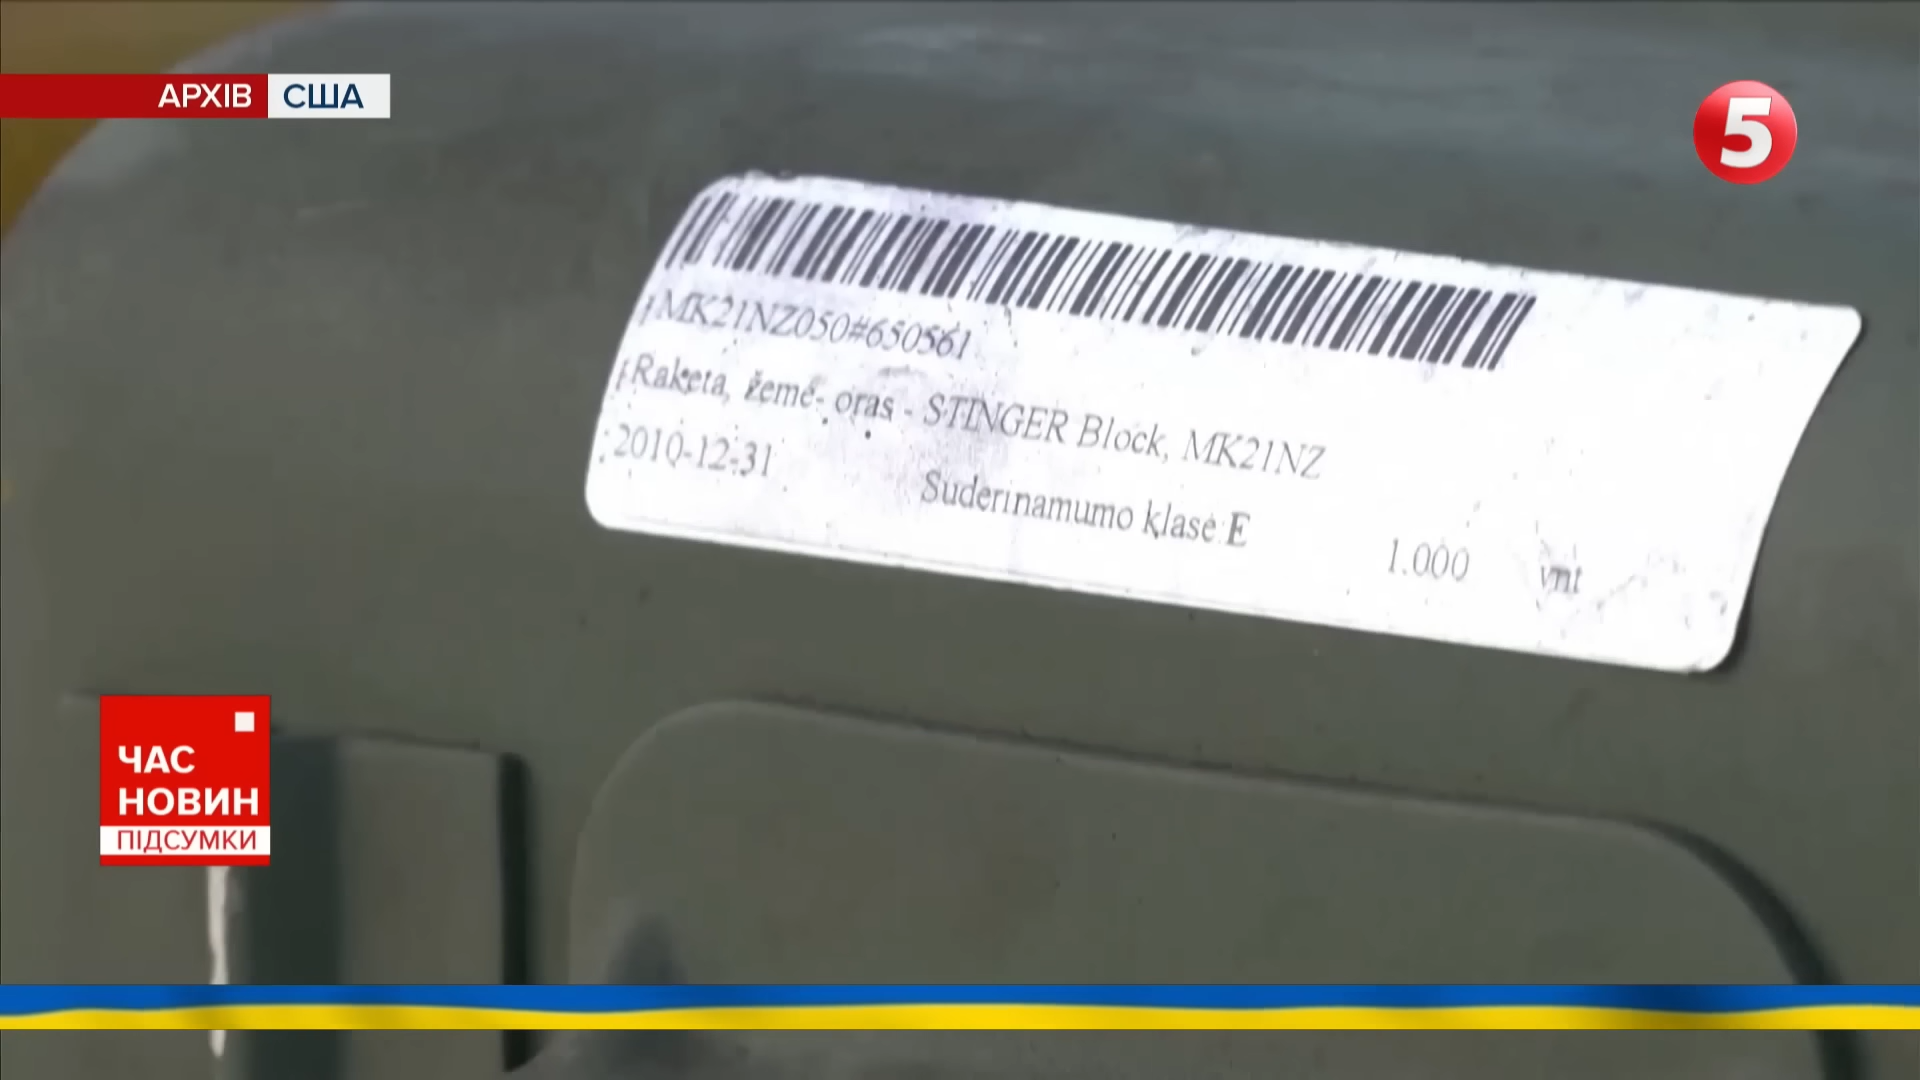 АРХІВ США
5
MK21NZ050#650561
Raketa, žemė- oras - STINGER Block, MK21NZ
2010-12-31 Suderinamumo klasė E 1.000 vnt
ЧАС
НОВИН
ПІДСУМКИ